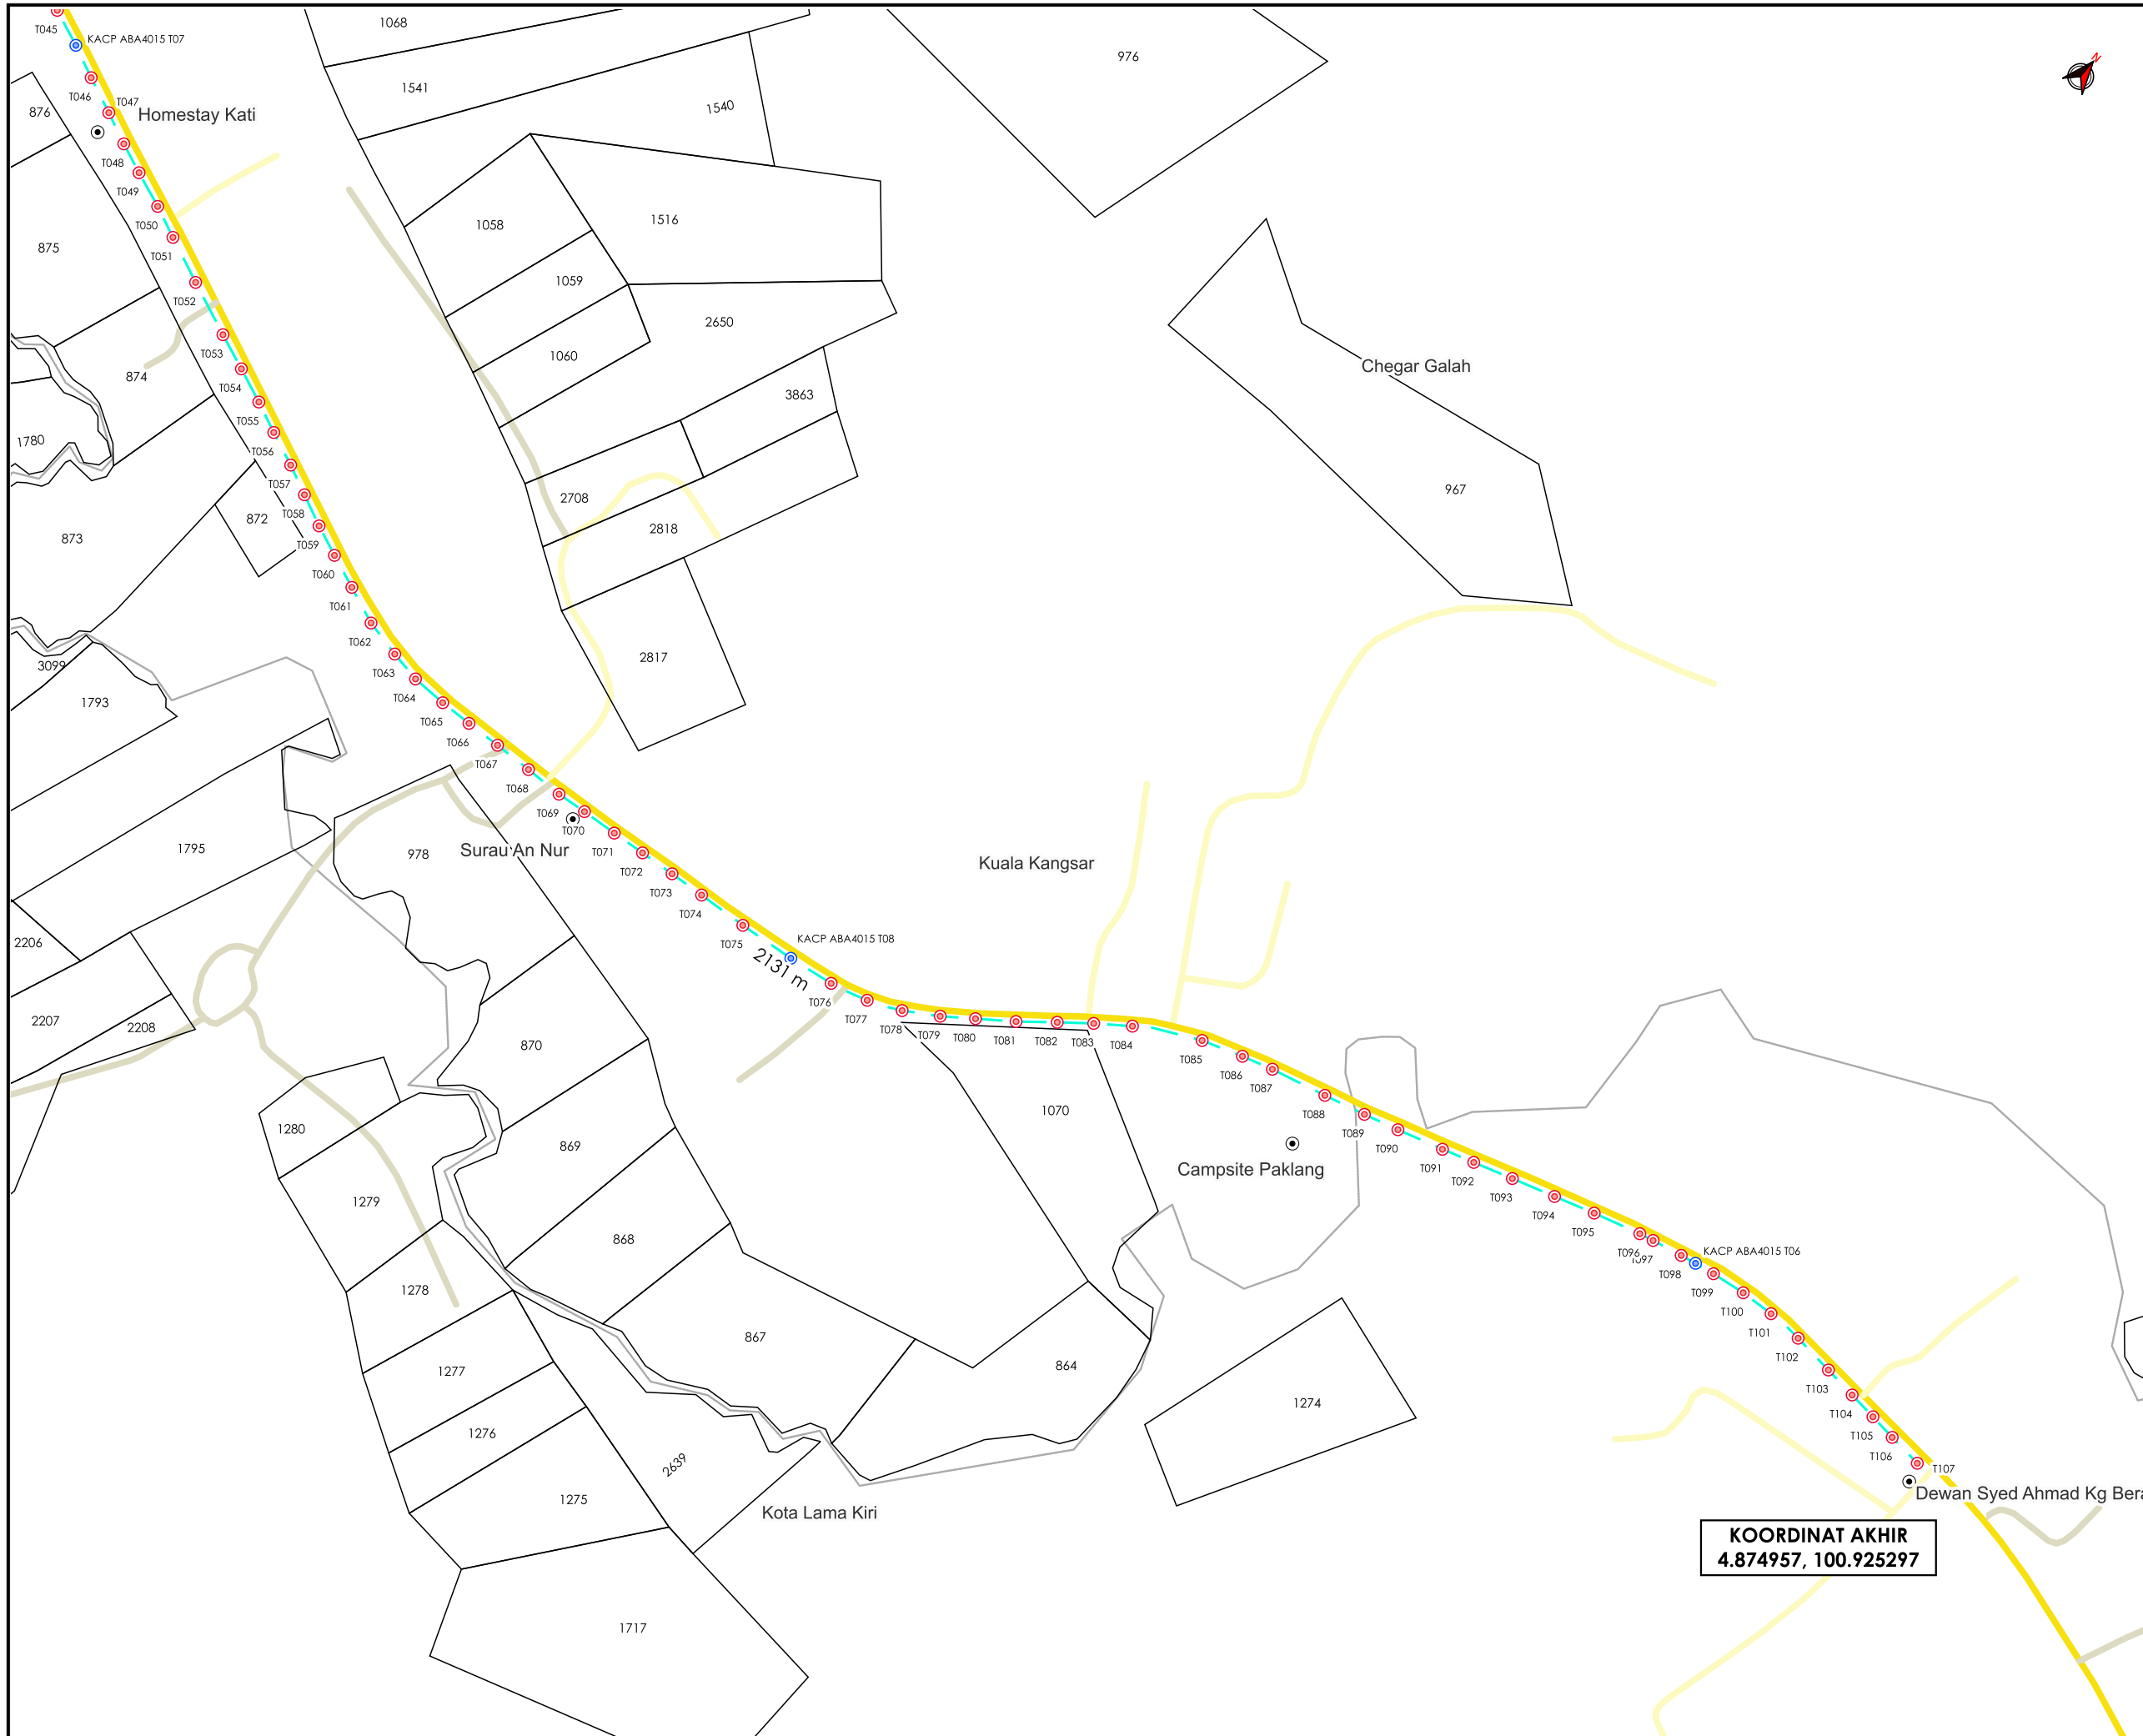 T045
KACP ABA4015 T07
T046
T047
Homestay Kati
T048
T049
T050
T051
T052
T053
T054
T055
T056
T057
T058
T059
T060
T061
T062
T063
T064
T065
T066
T067
T068
T069
T070
Surau An Nur
T071
T072
T073
T074
T075
KACP ABA4015 T08
2131 m
T076
T077
T078
T079
T080
T081
T082
T083
T084
T085
T086
T087
T088
T089
T090
T091
T092
T093
T094
T095
T096
T097
T098
KACP ABA4015 T06
T099
T100
T101
T102
T103
T104
T105
T106
T107
Dewan Syed Ahmad Kg Bera
KOORDINAT AKHIR
4.874957, 100.925297
N
1068
1541
1540
976
876
875
874
1780
873
872
1058
1059
1060
1516
2650
3863
2708
2818
2817
Chegar Galah
967
3099
1793
1795
978
2206
2207
2208
Kuala Kangsar
870
869
868
867
864
1070
Campsite Paklang
1280
1279
1278
1277
1276
1275
2639
Kota Lama Kiri
1274
1717